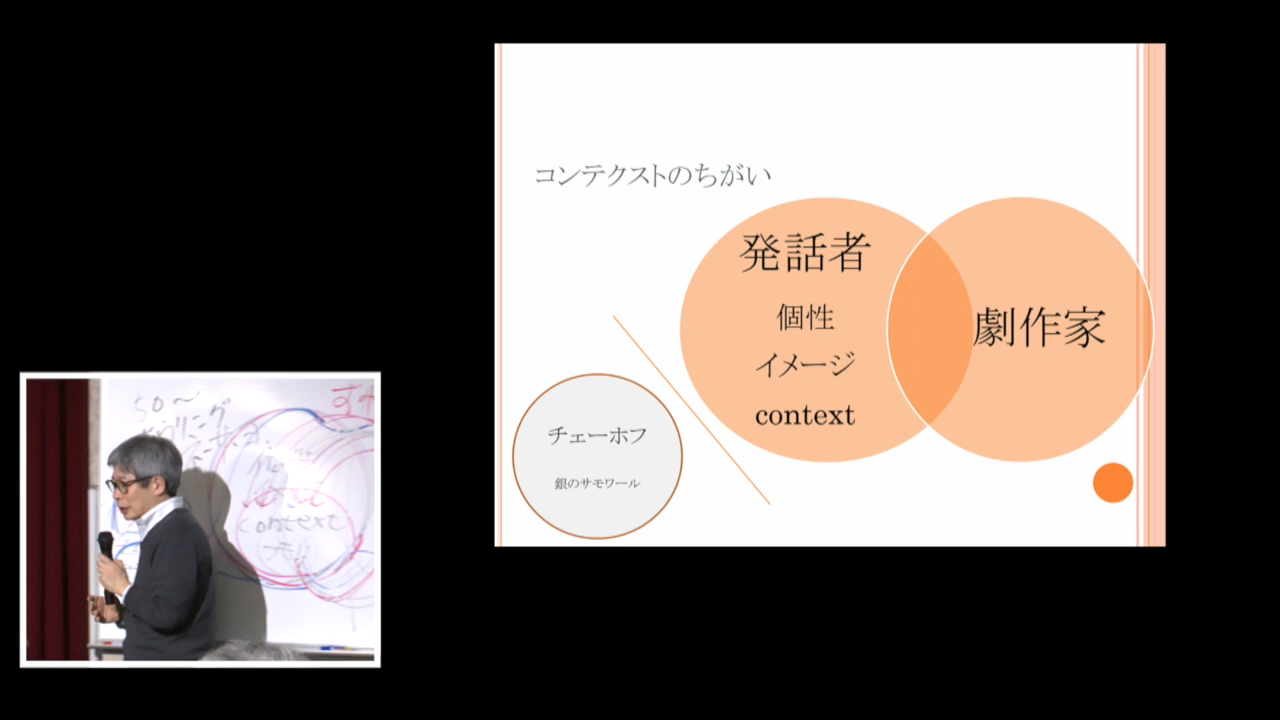 コンテクストのちがい
発話者
個性
イメージ
context
劇作家
チェーホフ
銀のサモワール
context